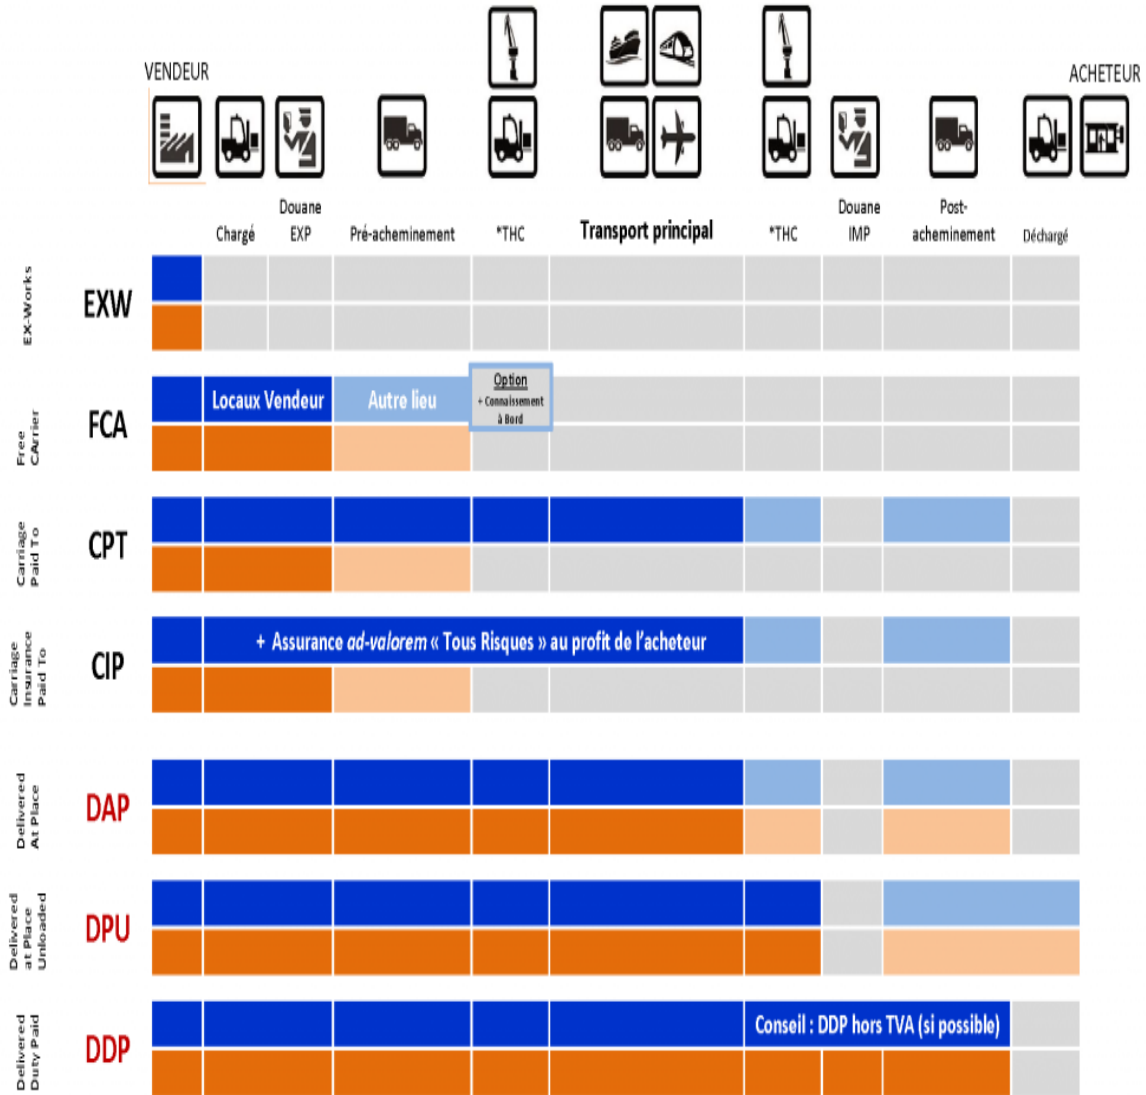 VENDEUR
ACHETEUR
Douane
Douane
Post-
Chargé
EXP
Pré-acheminement
*THC
Transport principal
*THC
IMP
acheminement
Déchargé
EX-Works
EXW
Free
CArrier
FCA
Locaux Vendeur
Autre lieu
Option
+ Connaissement
à Bord
Carriage
Paid To
CPT
Carriage
Insurance
Paid To
CIP
+ Assurance ad-valorem « Tous Risques » au profit de l'acheteur
Delivered
At Place
DAP
Delivered
at Place
Unloaded
DPU
Delivered
Duty Paid
DDP
Conseil : DDP hors TVA (si possible)